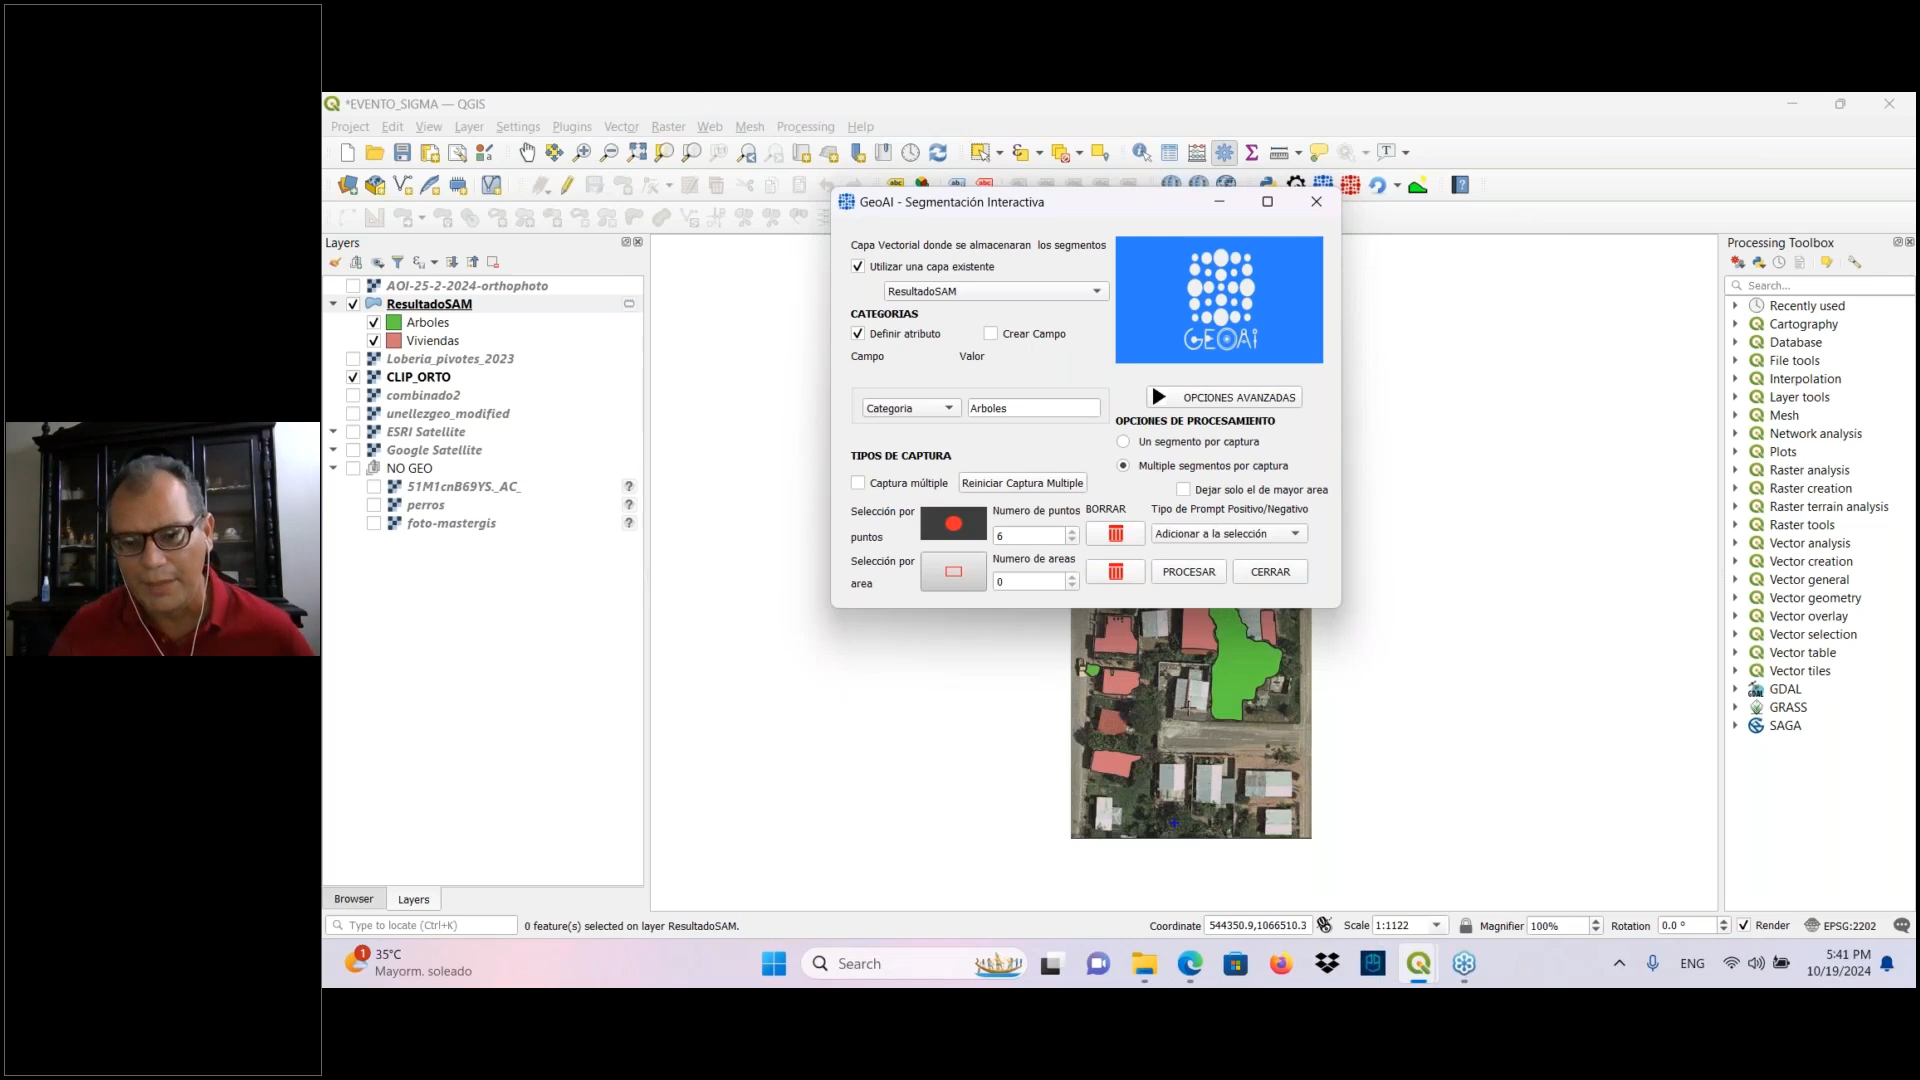 *EVENTO_SIGMA — QGIS
Project Edit View Layer Settings Plugins Vector Raster Web Mesh Processing Help
Layers
AOI-25-2-2024-orthophoto
ResultadoSAM
Arboles
Viviendas
Loberia_pivotes_2023
CLIP_ORTO
combinado2
unellezgeo_modified
ESRI Satellite
Google Satellite
NO GEO
51M1cnB69YS._AC_
perros
foto-mastergis
?
?
?
Browser
Layers
GeoAI - Segmentación Interactiva
Capa Vectorial donde se almacenaran los segmentos
Utilizar una capa existente
ResultadoSAM
CATEGORIAS
Definir atributo
Crear Campo
Campo
Valor
Categoria
Arboles
GEOAi
OPCIONES AVANZADAS
OPCIONES DE PROCESAMIENTO
Un segmento por captura
Multiple segmentos por captura
Dejar solo el de mayor area
TIPOS DE CAPTURA
Captura múltiple
Reiniciar Captura Multiple
Selección por puntos
Numero de puntos
6
BORRAR
Tipo de Prompt Positivo/Negativo
Adicionar a la selección
Selección por area
Numero de areas
0
PROCESAR
CERRAR
Processing Toolbox
Search...
Recently used
Cartography
Database
File tools
Interpolation
Layer tools
Mesh
Network analysis
Plots
Raster analysis
Raster creation
Raster terrain analysis
Raster tools
Vector analysis
Vector creation
Vector general
Vector geometry
Vector overlay
Vector selection
Vector table
Vector tiles
GDAL
GRASS
SAGA
Type to locate (Ctrl+K)
0 feature(s) selected on layer ResultadoSAM.
Coordinate 544350.9,1066510.3
Scale 1:1122
Magnifier 100%
Rotation 0.0 °
Render
EPSG:2202
1
35°C
Mayorm. soleado
Search
ENG
5:41 PM
10/19/2024